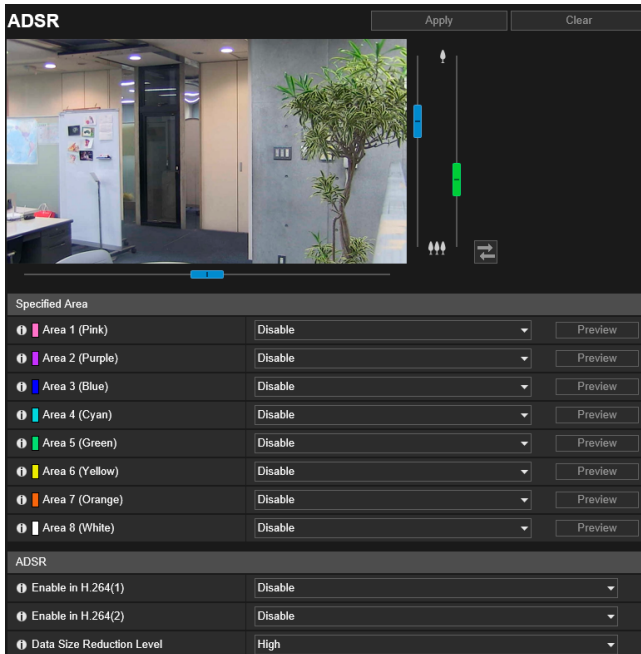 ADSR
Apply
Clear
Specified Area
Area 1 (Pink) Disable Preview
Area 2 (Purple) Disable Preview
Area 3 (Blue) Disable Preview
Area 4 (Cyan) Disable Preview
Area 5 (Green) Disable Preview
Area 6 (Yellow) Disable Preview
Area 7 (Orange) Disable Preview
Area 8 (White) Disable Preview
ADSR
Enable in H.264(1) Disable
Enable in H.264(2) Disable
Data Size Reduction Level High